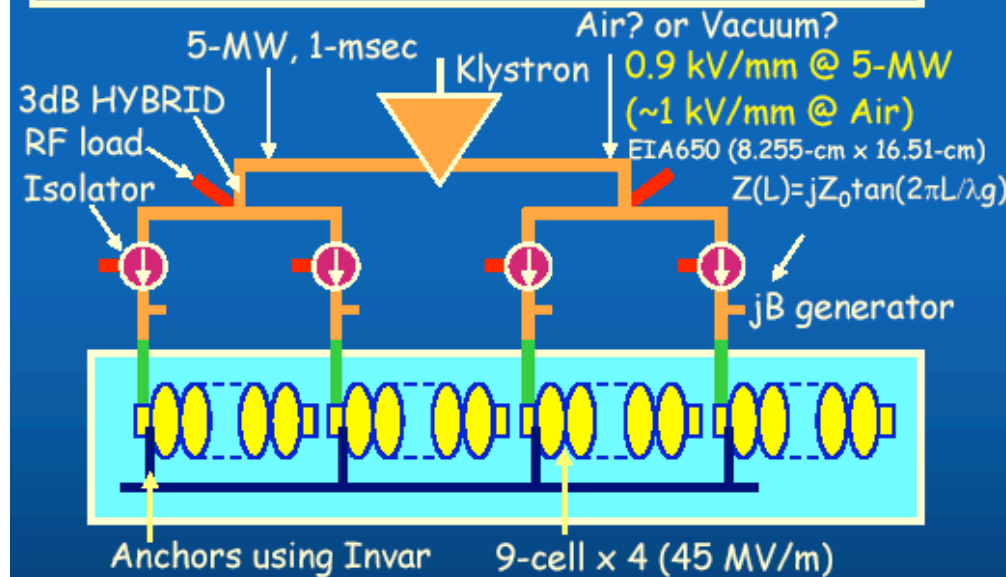 5-MW, 1-msec
Air? or Vacuum?
Klystron
0.9 kV/mm @ 5-MW
3dB HYBRID
(~1 kV/mm @ Air)
RF load
EIA650 (8.255-cm x 16.51-cm)
Isolator
Z(L)=jZ₀tan(2πL/λg)
jB generator
Anchors using Invar
9-cell x 4 (45 MV/m)